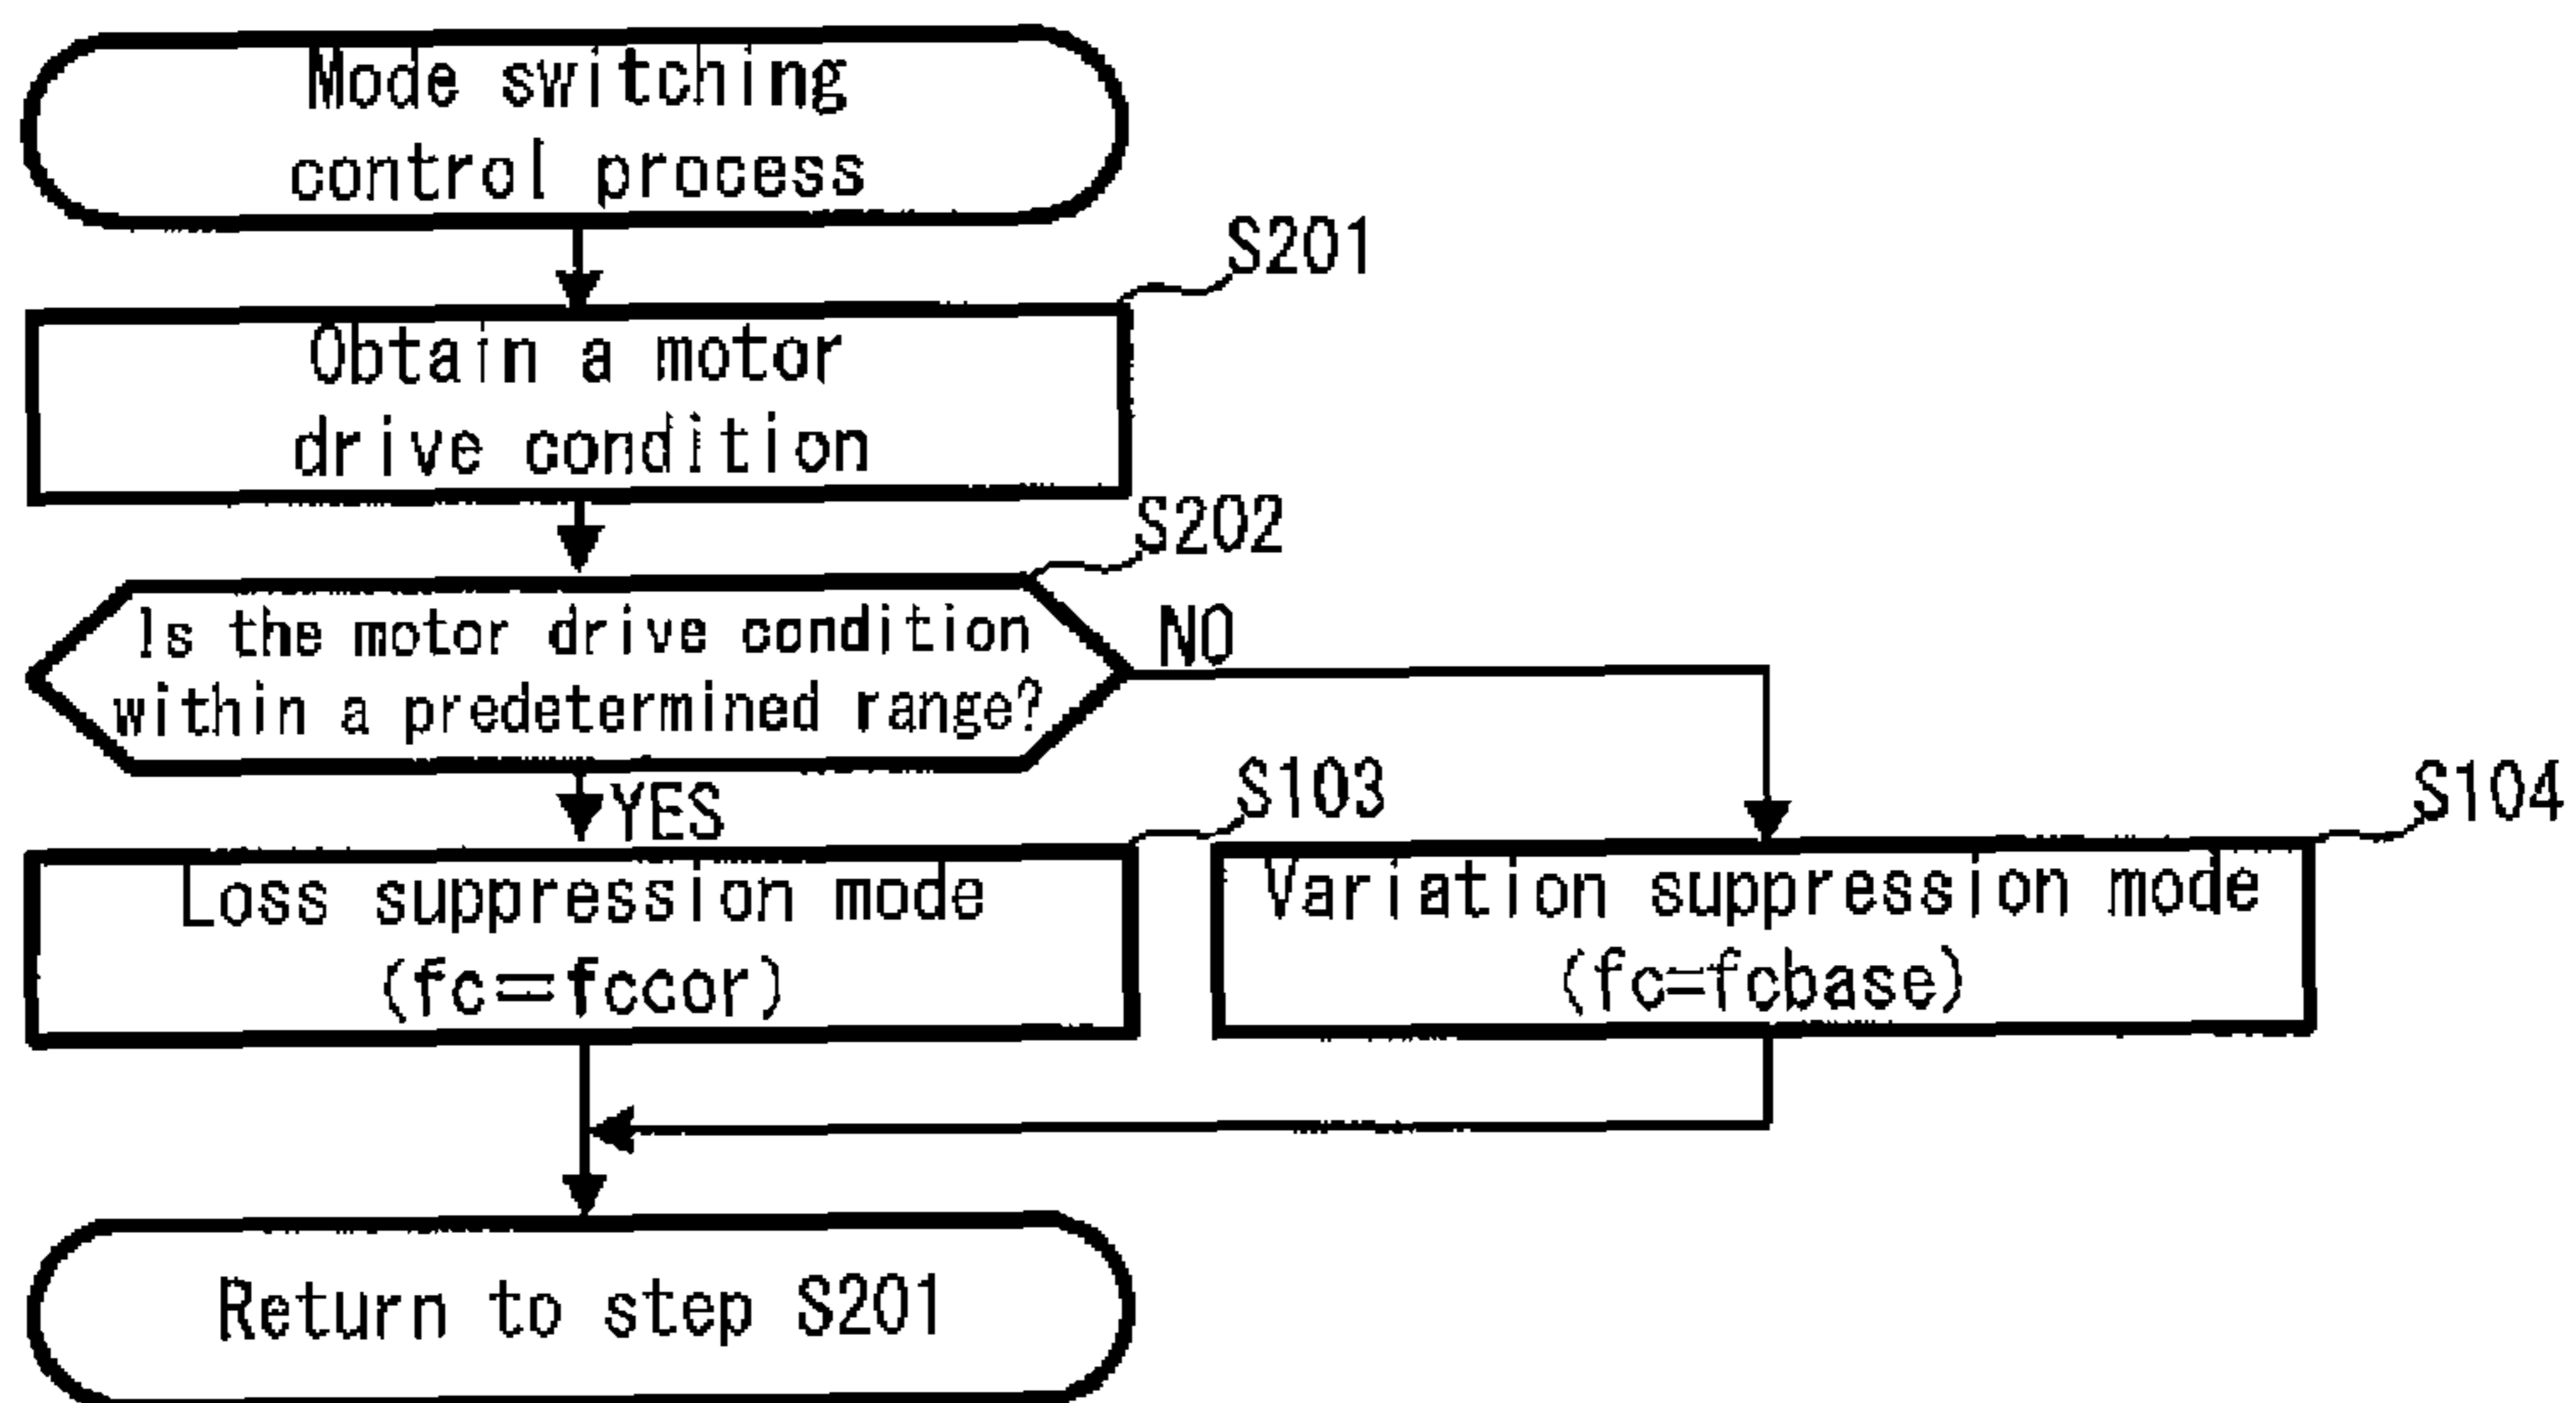 Mode switching
control process
S201
Obtain a motor
drive condition
S202
Is the motor drive condition
within a predetermined range?
NO
YES
S103
S104
Loss suppression mode
(fc=fccor)
Variation suppression mode
(fc=fcbase)
Return to step S201